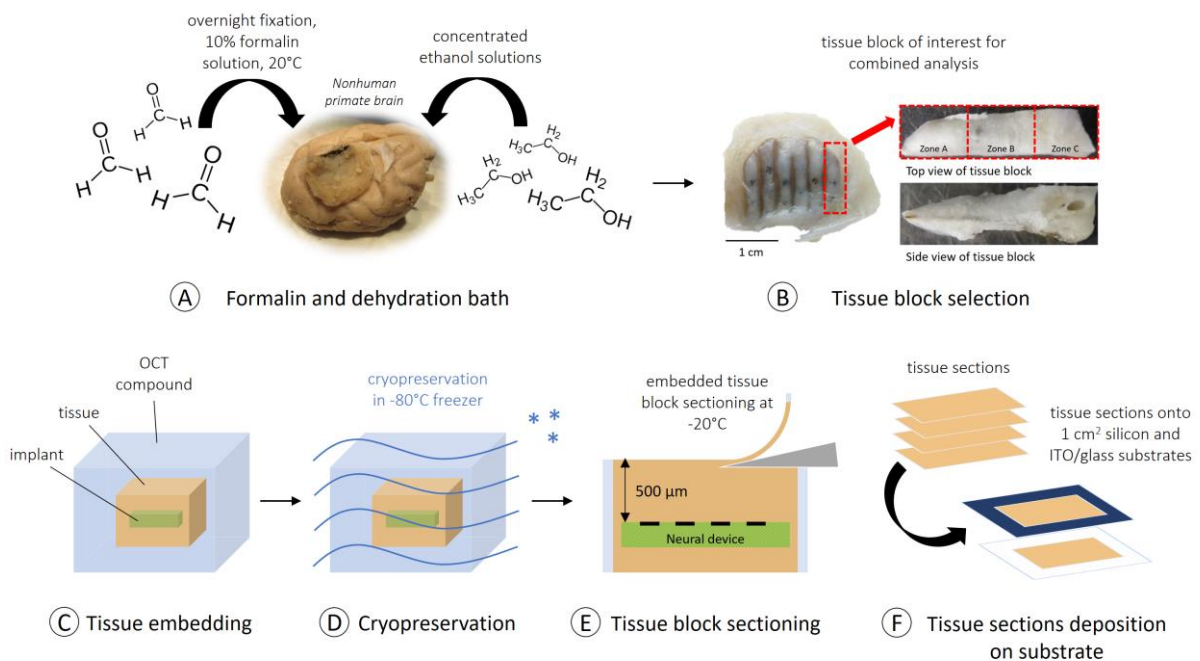 overnight fixation,
10% formalin
solution, 20°C
Nonhuman
primate brain
concentrated
ethanol solutions
O
H H
O
H H
O
H H
H₂
H₃C C OH
H₂
H₃C C OH
H₂
H₃C C OH
A Formalin and dehydration bath
tissue block of interest for
combined analysis
Zone A Zone B Zone C
Top view of tissue block
1 cm
Side view of tissue block
B Tissue block selection
OCT
compound
tissue
implant
C Tissue embedding
cryopreservation
in -80°C freezer
* * *
D Cryopreservation
embedded tissue
block sectioning at
-20°C
500 µm
Neural device
E Tissue block sectioning
tissue sections
tissue sections onto
1 cm² silicon and
ITO/glass substrates
F Tissue sections deposition
on substrate